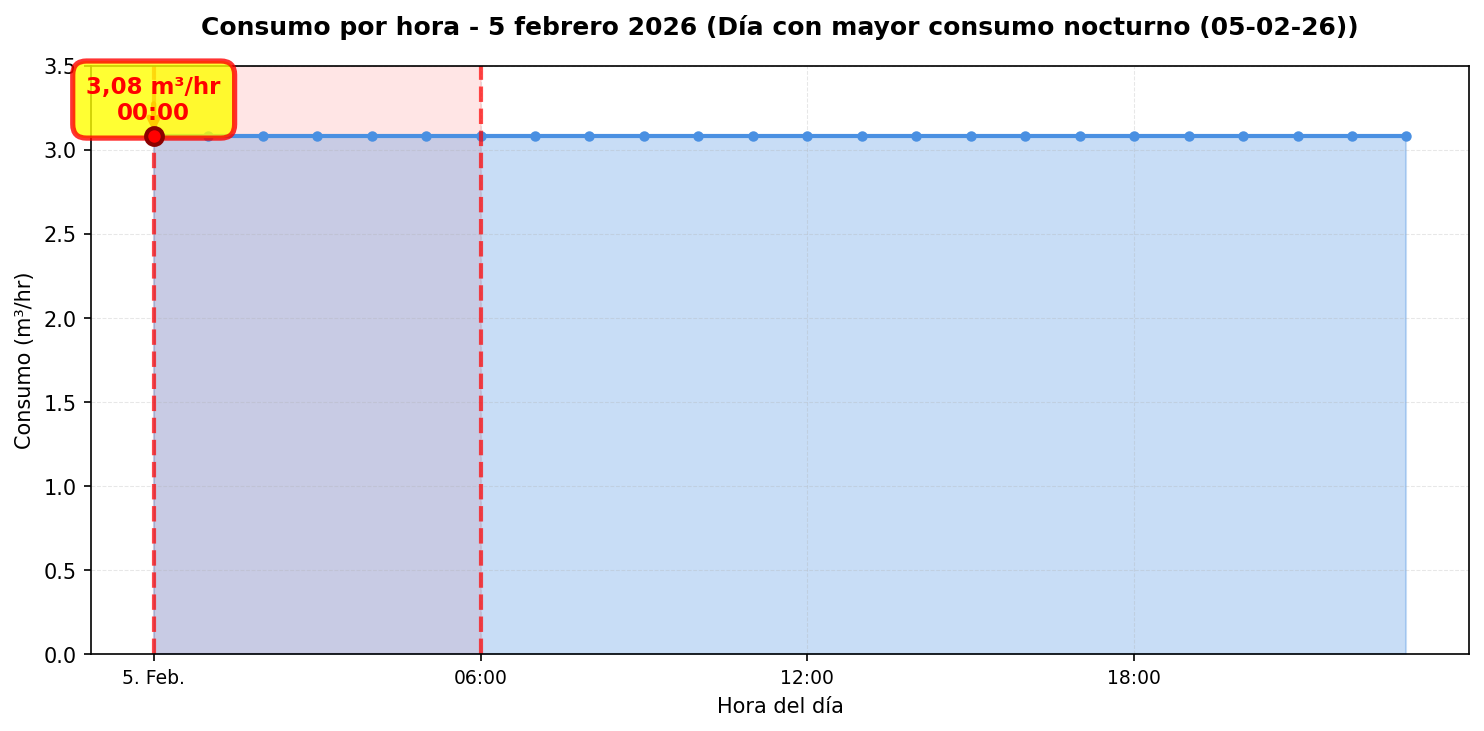 Consumo por hora - 5 febrero 2026 (Día con mayor consumo nocturno (05-02-26))
3,08 m³/hr
00:00
Consumo (m³/hr)
3.5
3.0
2.5
2.0
1.5
1.0
0.5
0.0
5. Feb.
06:00
12:00
18:00
Hora del día